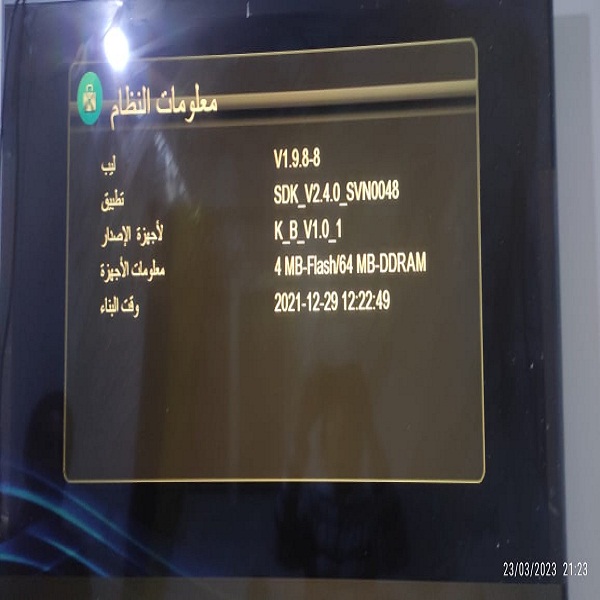 معلومات النظام
ليب V1.9.8-8
تطبيق SDK_V2.4.0_SVN0048
لأجهزة الإصدار K_B_V1.0_1
معلومات الأجهزة 4 MB-Flash/64 MB-DDRAM
وقت البناء 2021-12-29 12:22:49
23/03/2023 21:23